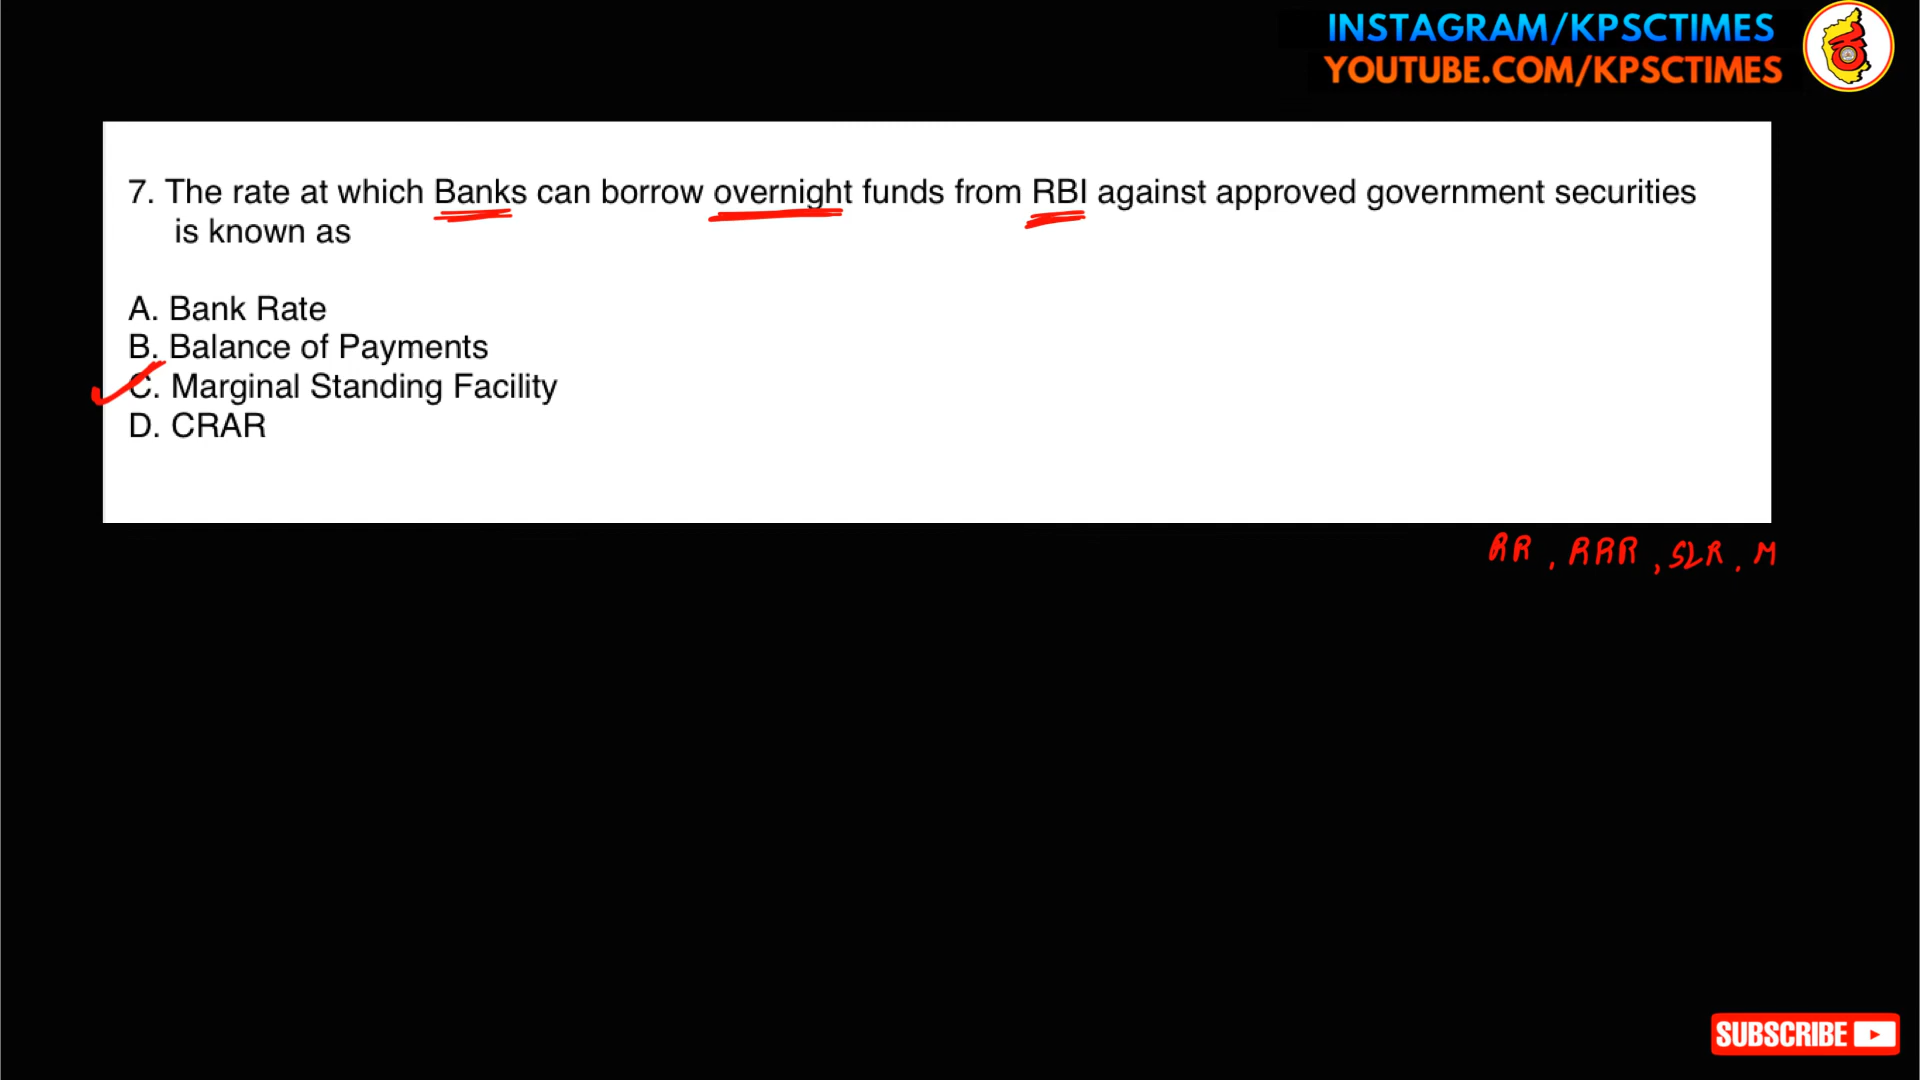 INSTAGRAM/KPSCTIMES
YOUTUBE.COM/KPSCTIMES
7. The rate at which Banks can borrow overnight funds from RBI against approved government securities
is known as
A. Bank Rate
B. Balance of Payments
C. Marginal Standing Facility
D. CRAR
RR, RRR, SLR, M
SUBSCRIBE